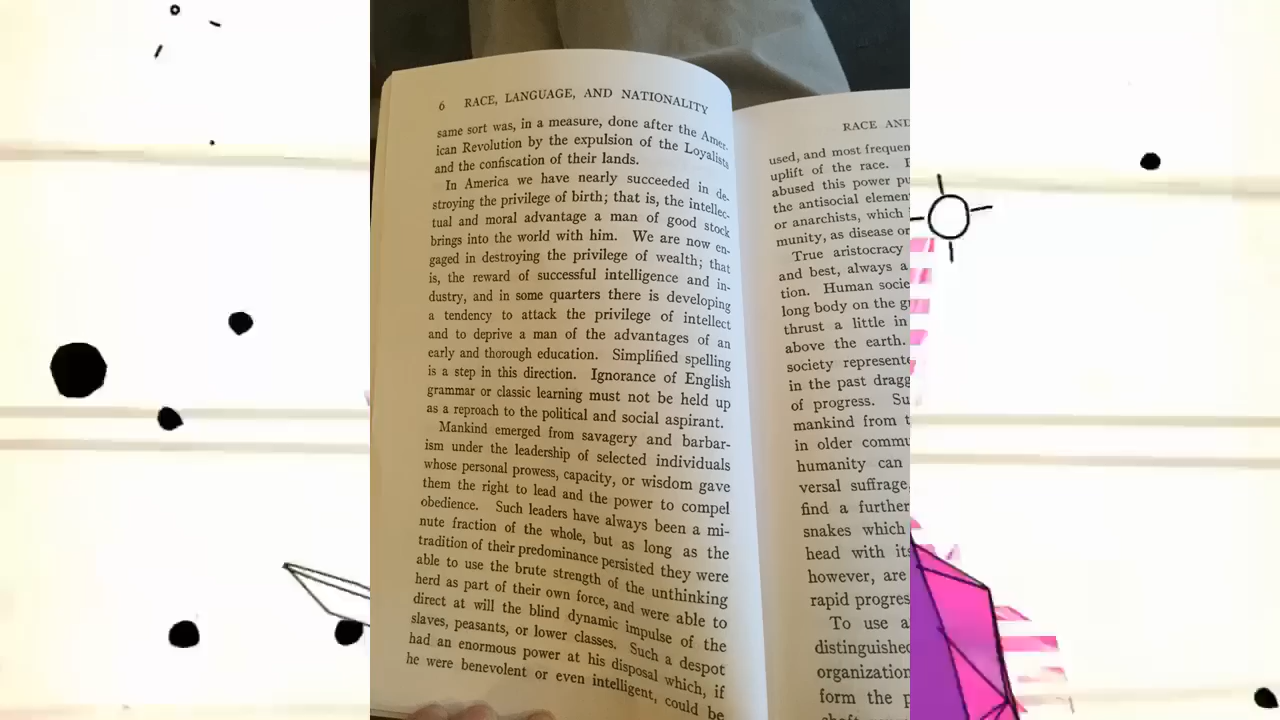 6 RACE, LANGUAGE, AND NATIONALITY
same sort was, in a measure, done after the Amer-
ican Revolution by the expulsion of the Loyalists
and the confiscation of their lands.
In America we have nearly succeeded in de-
stroying the privilege of birth; that is, the intellec-
tual and moral advantage a man of good stock
brings into the world with him. We are now en-
gaged in destroying the privilege of wealth; that
is, the reward of successful intelligence and in-
dustry, and in some quarters there is developing
a tendency to attack the privilege of intellect
and to deprive a man of the advantages of an
early and thorough education. Simplified spelling
is a step in this direction. Ignorance of English
grammar or classic learning must not be held up
as a reproach to the political and social aspirant.
Mankind emerged from savagery and barbar-
ism under the leadership of selected individuals
whose personal prowess, capacity, or wisdom gave
them the right to lead and the power to compel
obedience. Such leaders have always been a mi-
nute fraction of the whole, but as long as the
tradition of their predominance persisted they were
able to use the brute strength of the unthinking
herd as part of their own force, and were able to
direct at will the blind dynamic impulse of the
slaves, peasants, or lower classes. Such a despot
had an enormous power at his disposal which, if
he were benevolent or even intelligent, could be
RACE AND
used, and most frequen
uplift of the race.
abused this power pu
the antisocial elemen
or anarchists, which
munity, as disease or
True aristocracy
and best, always a
tion. Human socie
long body on the g
thrust a little in
above the earth.
society represente
in the past dragg
of progress. Su
mankind from t
in older commu
humanity can
versal suffrage,
find a further
snakes which
head with its
however, are
rapid progres
To use a
distinguished
organization
form the p